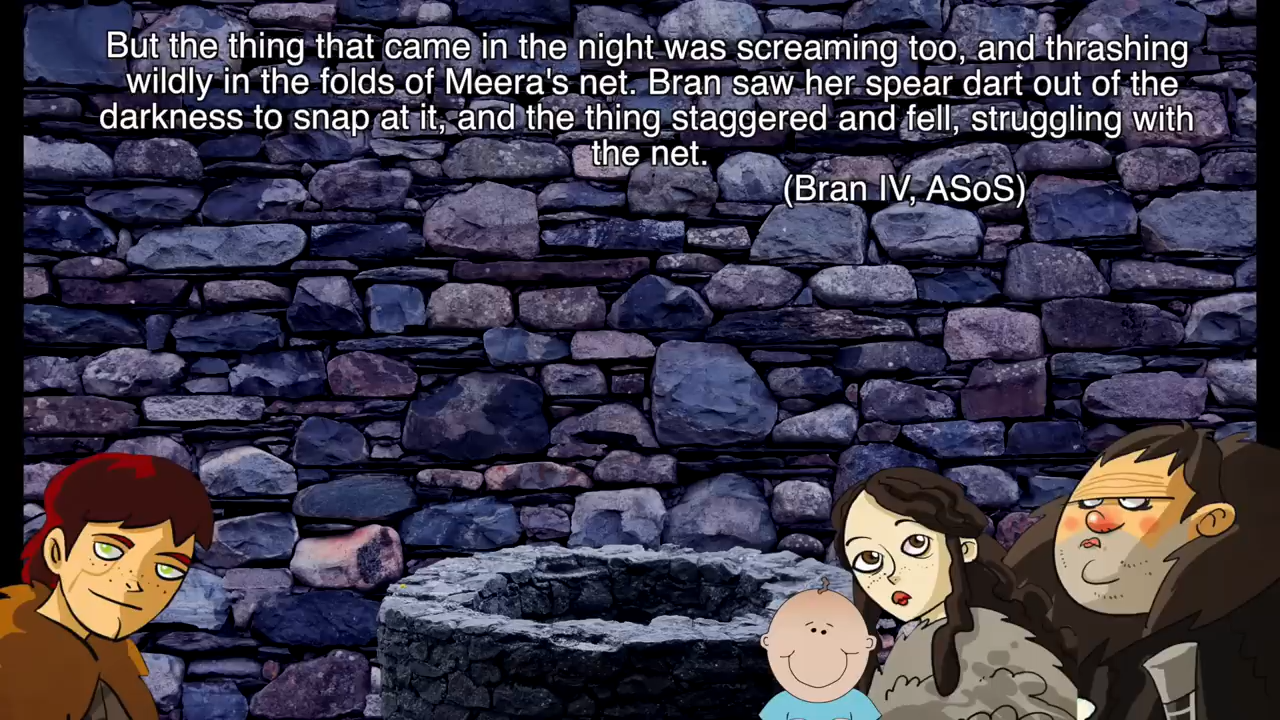 But the thing that came in the night was screaming too, and thrashing
wildly in the folds of Meera's net. Bran saw her spear dart out of the
darkness to snap at it, and the thing staggered and fell, struggling with
the net.
(Bran IV, ASoS)